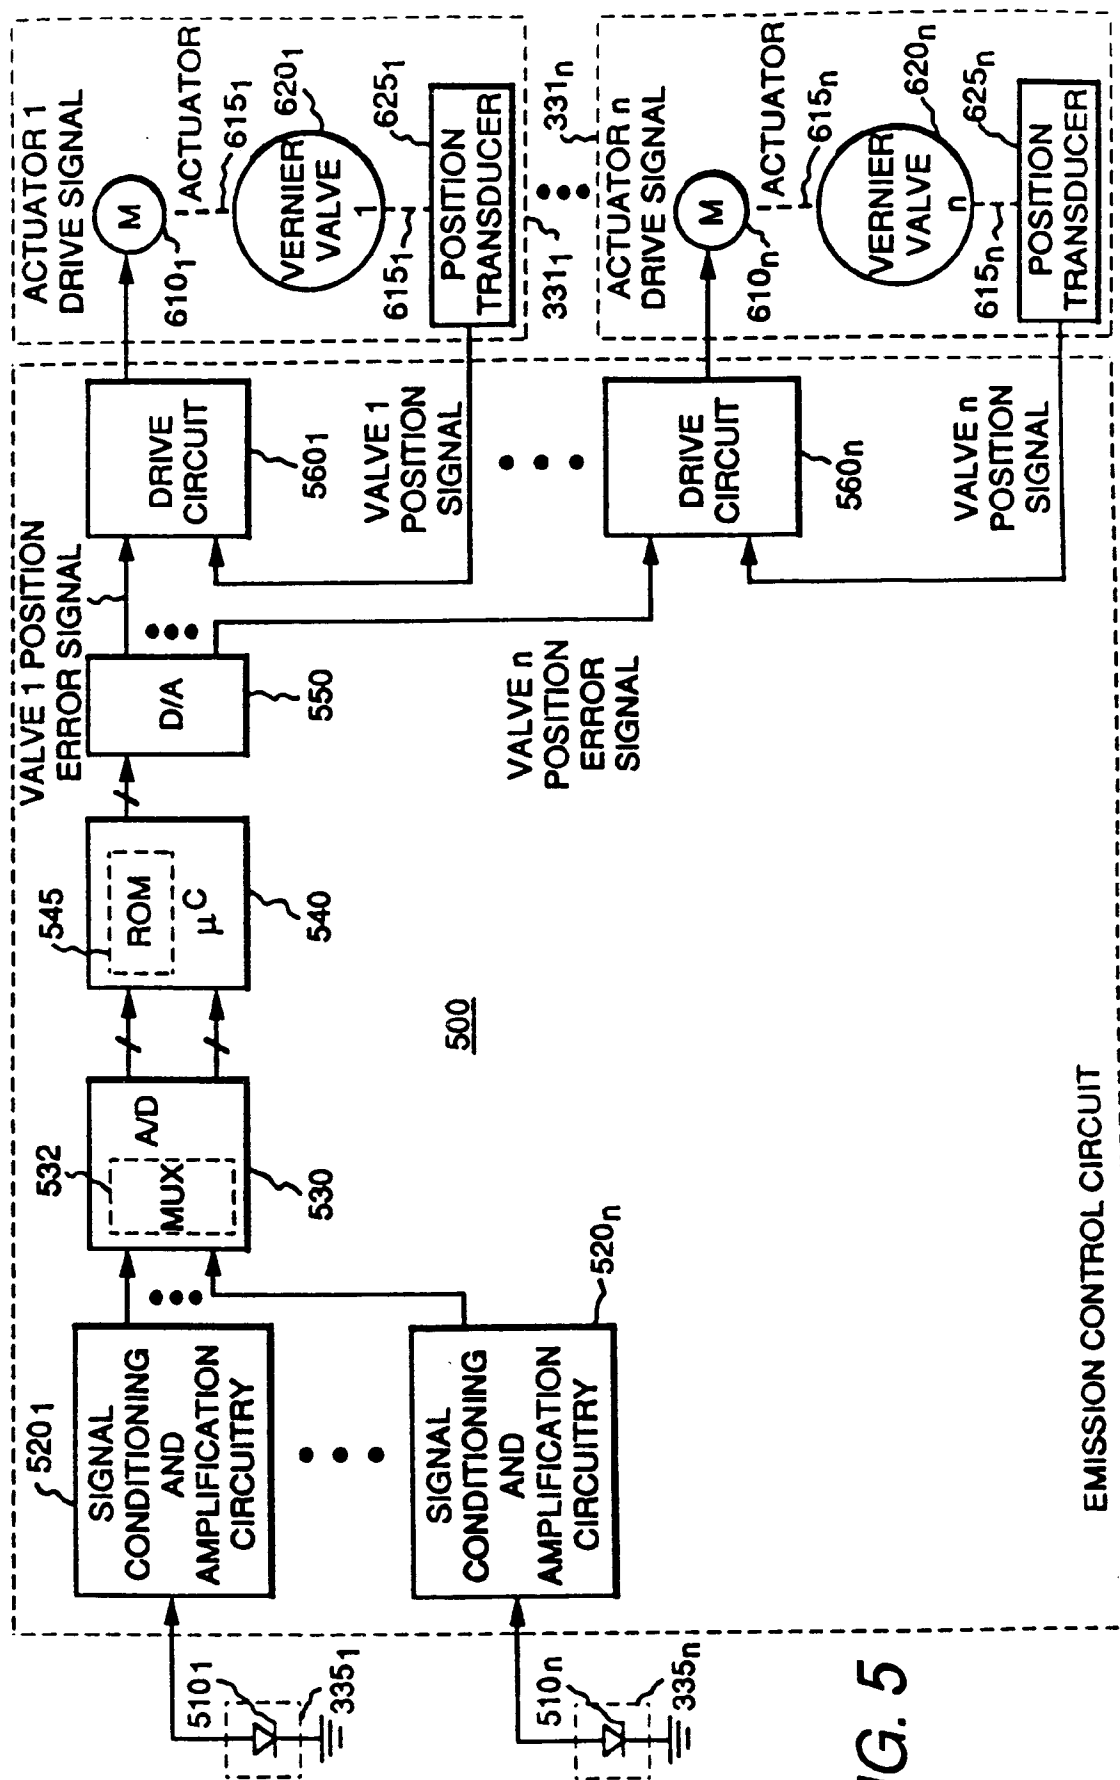 ACTUATOR 1
DRIVE SIGNAL
M
610₁
ACTUATOR
615₁
VERNIER
VALVE
1
620₁
615₁
625₁
POSITION
TRANSDUCER
331₁
331ₙ
ACTUATOR n
DRIVE SIGNAL
M
610ₙ
ACTUATOR
615ₙ
VERNIER
VALVE
n
620ₙ
615ₙ
625ₙ
POSITION
TRANSDUCER
VALVE 1 POSITION
ERROR SIGNAL
DRIVE
CIRCUIT
560₁
VALVE 1
POSITION
SIGNAL
DRIVE
CIRCUIT
560ₙ
VALVE n
POSITION
SIGNAL
D/A
550
VALVE n
POSITION
ERROR
SIGNAL
545
ROM
µC
540
500
532
MUX
A/D
530
520₁
SIGNAL
CONDITIONING
AND
AMPLIFICATION
CIRCUITRY
520ₙ
SIGNAL
CONDITIONING
AND
AMPLIFICATION
CIRCUITRY
510₁
335₁
510ₙ
335ₙ
EMISSION CONTROL CIRCUIT
IG. 5